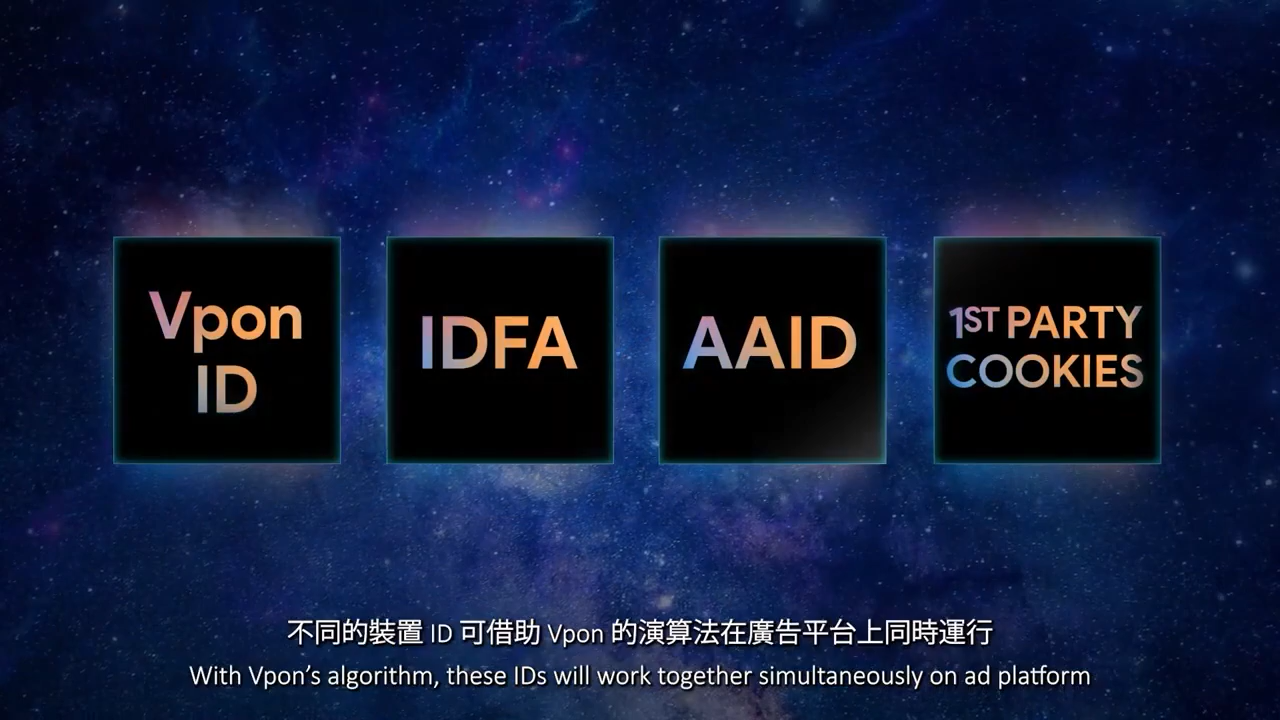 Vpon
ID
IDFA
AAID
1ST PARTY
COOKIES
不同的裝置 ID 可借助 Vpon 的演算法在廣告平台上同時運行
With Vpon’s algorithm, these IDs will work together simultaneously on ad platform